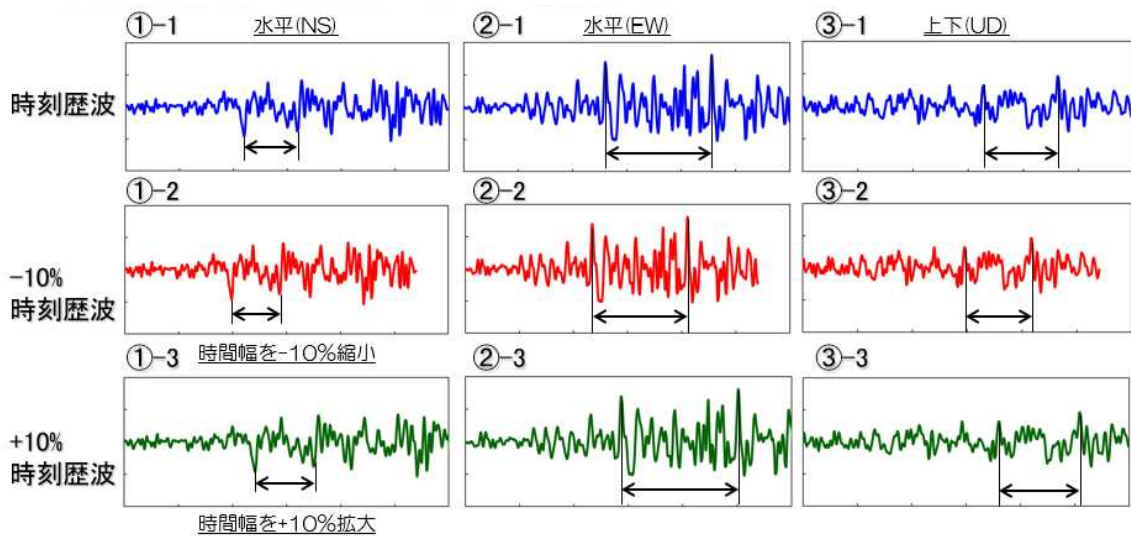 ①-1 水平(NS) ②-1 水平(EW) ③-1 上下(UD)
時刻歴波
①-2 ②-2 ③-2
-10%
時刻歴波
時間幅を-10%縮小
①-3 ②-3 ③-3
+10%
時刻歴波
時間幅を+10%拡大